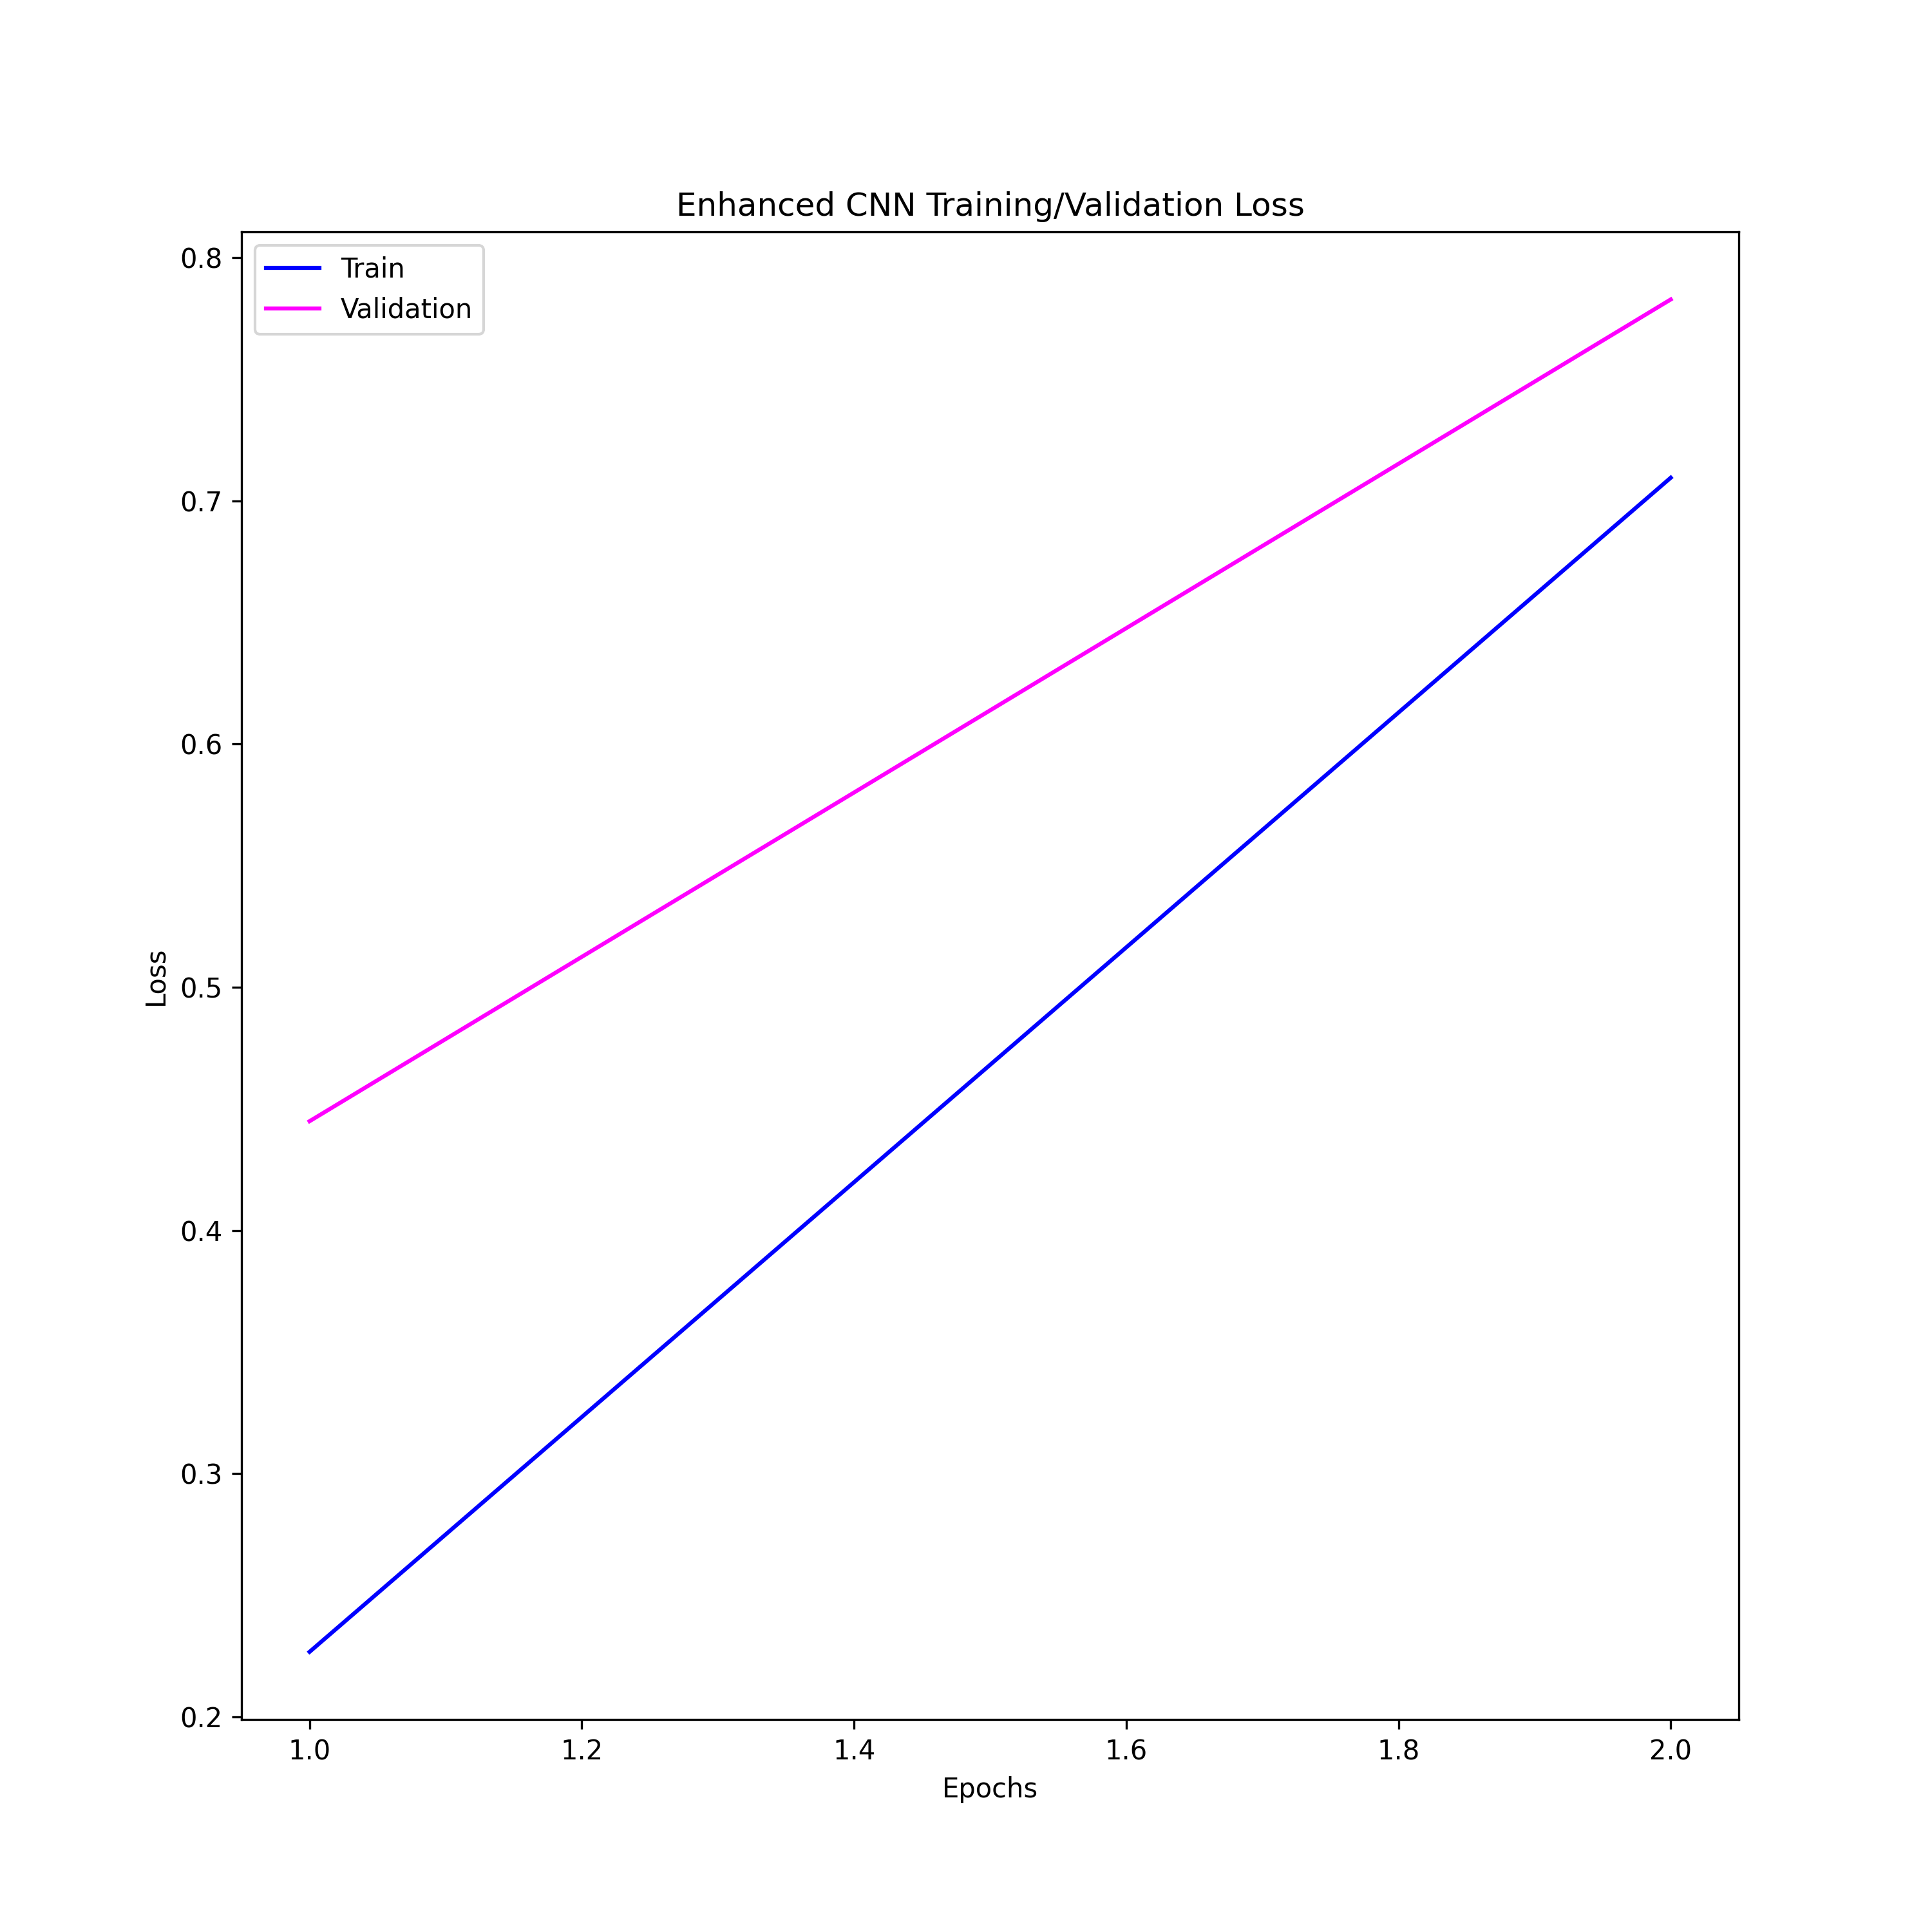 Enhanced CNN Training/Validation Loss
Train
Validation
0.8
0.7
0.6
0.5
0.4
0.3
0.2
Loss
1.0 1.2 1.4 1.6 1.8 2.0
Epochs